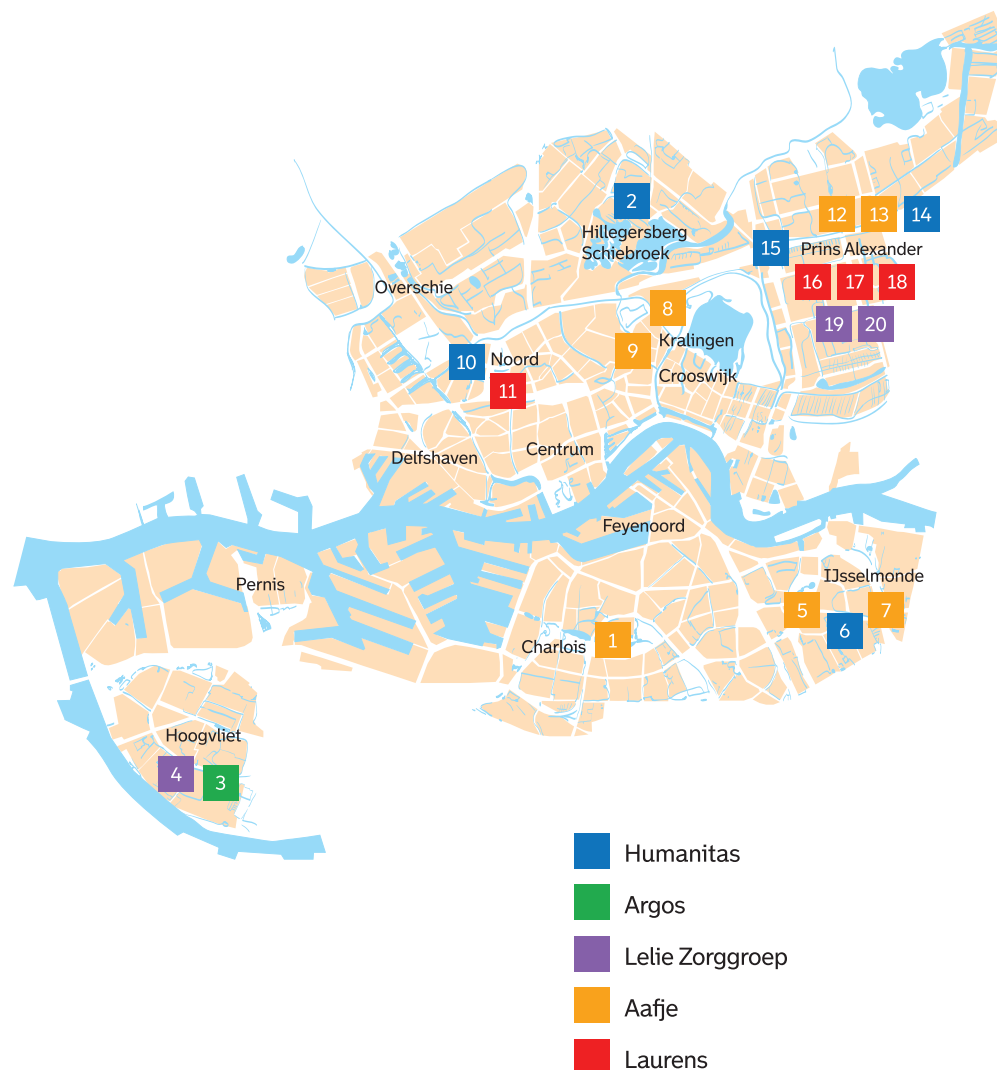 2
Hillegersberg
Schiebroek
12 13 14
15 Prins Alexander
16 17 18
19 20
Overschie
8
9 Kralingen
Crooswijk
10 Noord
11
Delfshaven
Centrum
Feyenoord
Pernis
IJsselmonde
5 6 7
Charlois 1
Hoogvliet
4 3
Humanitas
Argos
Lelie Zorggroep
Aafje
Laurens